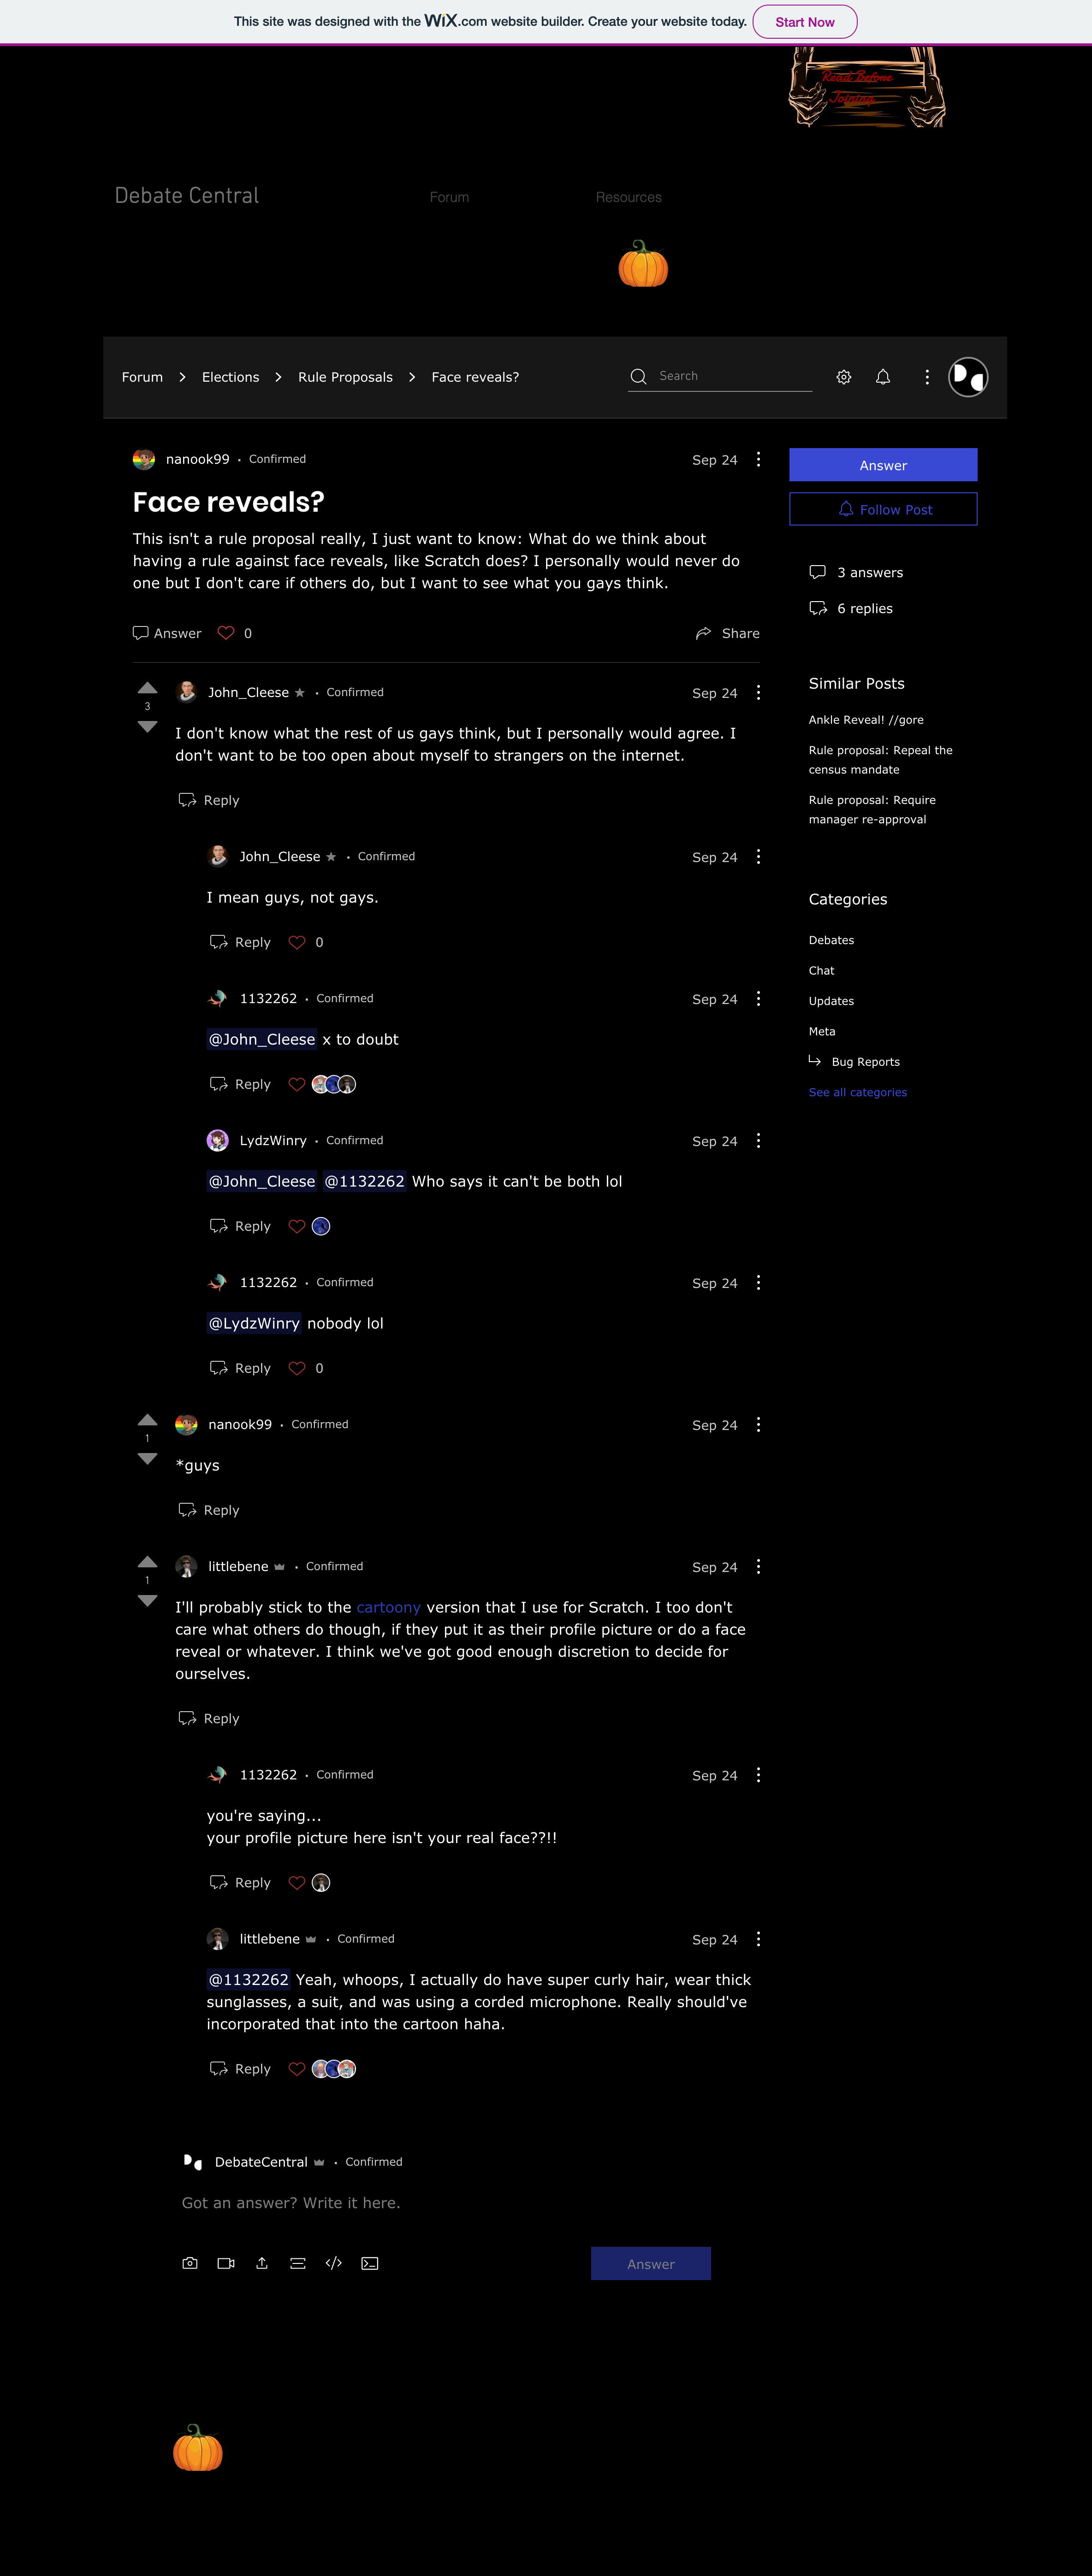 This site was designed with the WiX.com website builder. Create your website today. Start Now
Read Before
Joining
Debate Central
Forum
Resources
Forum > Elections > Rule Proposals > Face reveals?
Search
nanook99 • Confirmed
Sep 24
Face reveals?
This isn't a rule proposal really, I just want to know: What do we think about
having a rule against face reveals, like Scratch does? I personally would never do
one but I don't care if others do, but I want to see what you gays think.
Answer 0
Share
Answer
Follow Post
3 answers
6 replies
Similar Posts
Ankle Reveal! //gore
Rule proposal: Repeal the
census mandate
Rule proposal: Require
manager re-approval
Categories
Debates
Chat
Updates
Meta
Bug Reports
See all categories
3
John_Cleese • Confirmed
Sep 24
I don't know what the rest of us gays think, but I personally would agree. I
don't want to be too open about myself to strangers on the internet.
Reply
John_Cleese • Confirmed
Sep 24
I mean guys, not gays.
Reply 0
1132262 • Confirmed
Sep 24
@John_Cleese x to doubt
Reply
LydzWinry • Confirmed
Sep 24
@John_Cleese @1132262 Who says it can't be both lol
Reply
1132262 • Confirmed
Sep 24
@LydzWinry nobody lol
Reply 0
1
nanook99 • Confirmed
Sep 24
*guys
Reply
1
littlebene • Confirmed
Sep 24
I'll probably stick to the cartoony version that I use for Scratch. I too don't
care what others do though, if they put it as their profile picture or do a face
reveal or whatever. I think we've got good enough discretion to decide for
ourselves.
Reply
1132262 • Confirmed
Sep 24
you're saying...
your profile picture here isn't your real face??!!
Reply
littlebene • Confirmed
Sep 24
@1132262 Yeah, whoops, I actually do have super curly hair, wear thick
sunglasses, a suit, and was using a corded microphone. Really should've
incorporated that into the cartoon haha.
Reply
DebateCentral • Confirmed
Got an answer? Write it here.
Answer